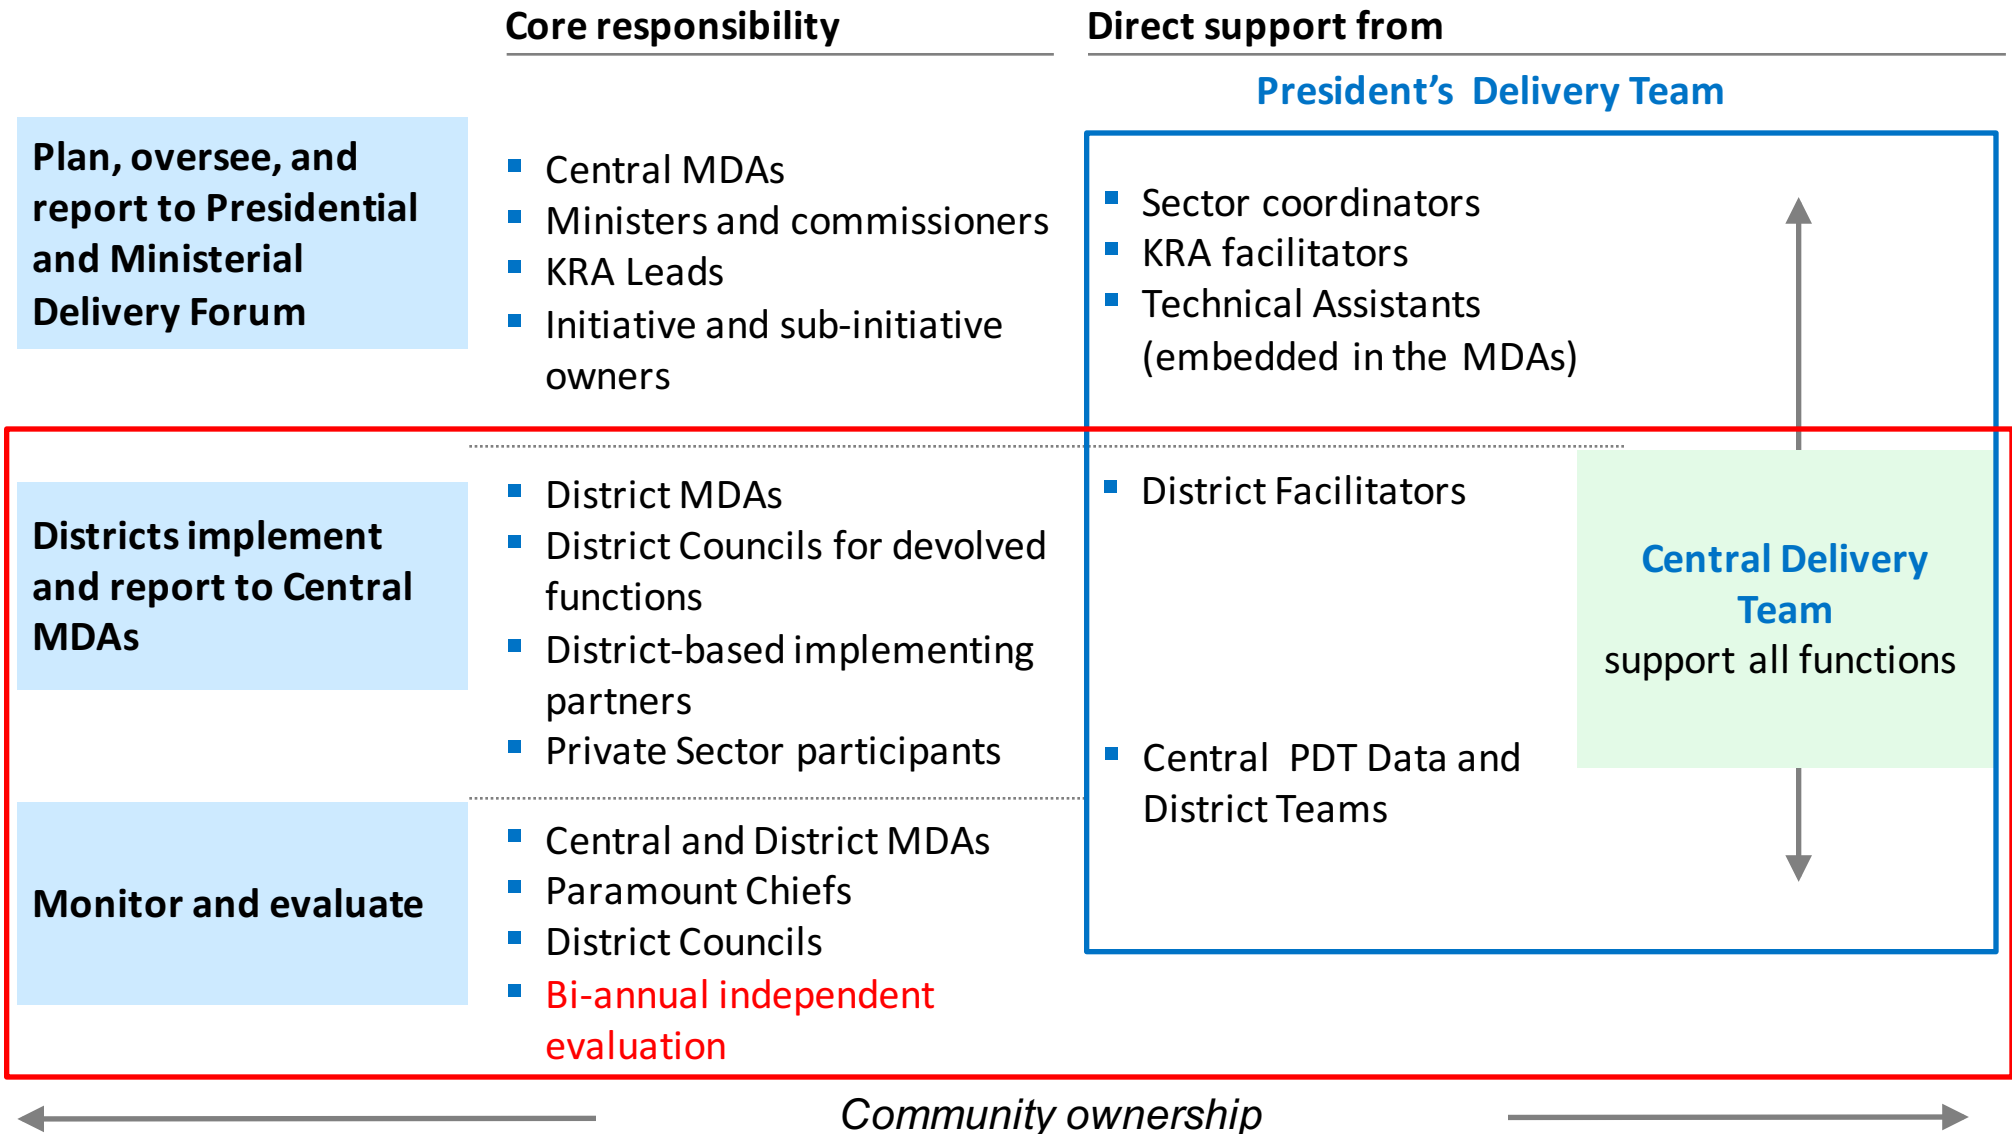 Core responsibility
Direct support from
President's Delivery Team
Plan, oversee, and
report to Presidential
and Ministerial
Delivery Forum
Central MDAs
Ministers and commissioners
KRA Leads
Initiative and sub-initiative
owners
Sector coordinators
KRA facilitators
Technical Assistants
(embedded in the MDAs)
Districts implement
and report to Central
MDAs
District MDAs
District Councils for devolved
functions
District-based implementing
partners
Private Sector participants
District Facilitators
Central PDT Data and
District Teams
Central Delivery
Team
support all functions
Monitor and evaluate
Central and District MDAs
Paramount Chiefs
District Councils
Bi-annual independent
evaluation
Community ownership